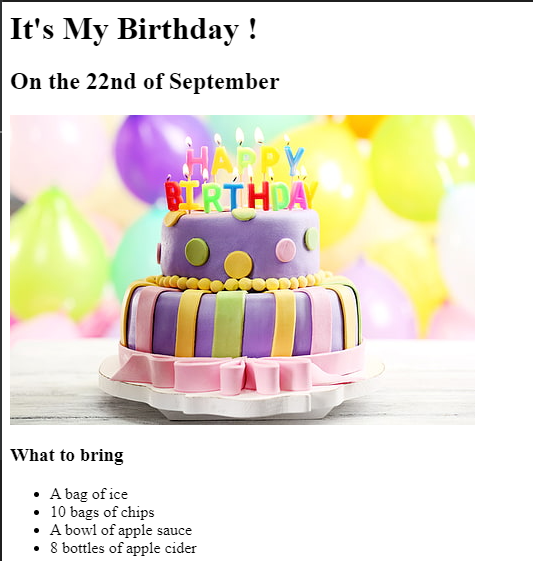 It's My Birthday !
On the 22nd of September
HAPPY
BIRTHDAY
What to bring
A bag of ice
10 bags of chips
A bowl of apple sauce
8 bottles of apple cider